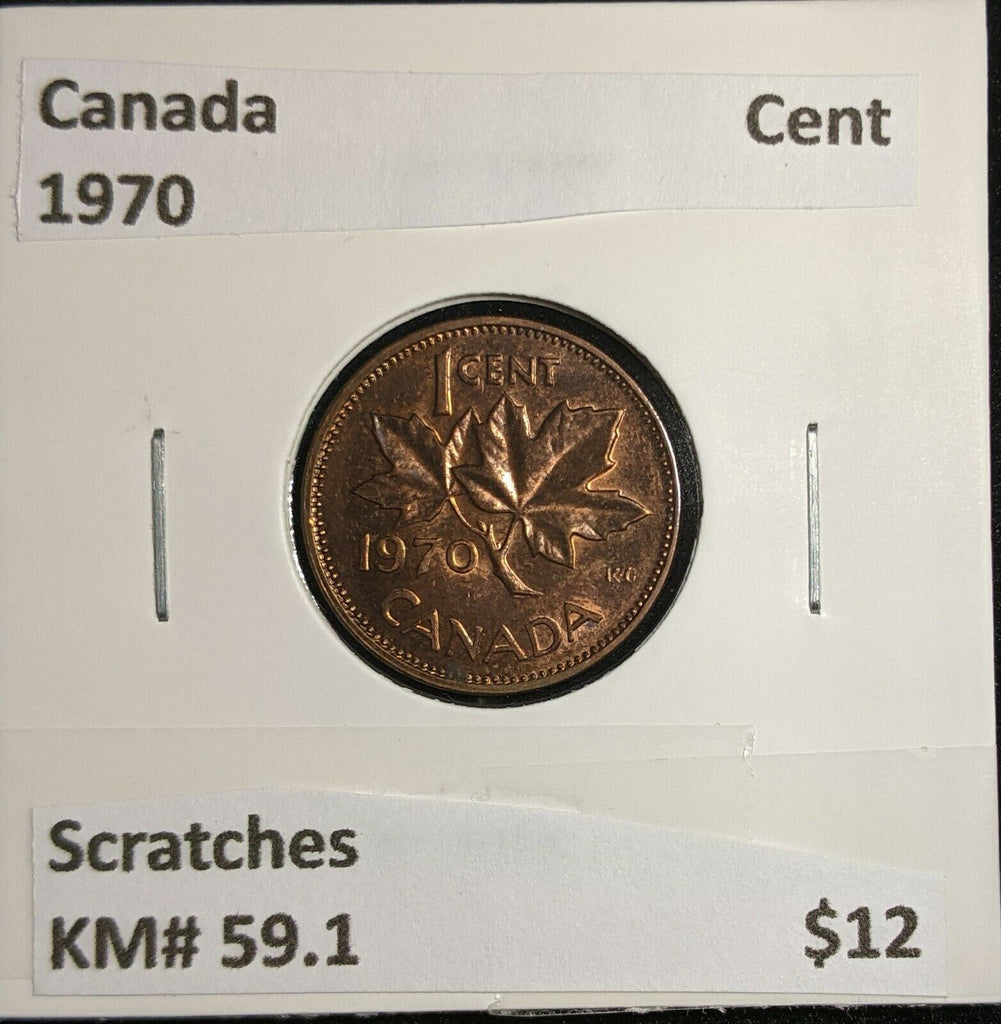 Canada Cent
1970
1 CENT
1970
KG
CANADA
Scratches
KM# 59.1 $12